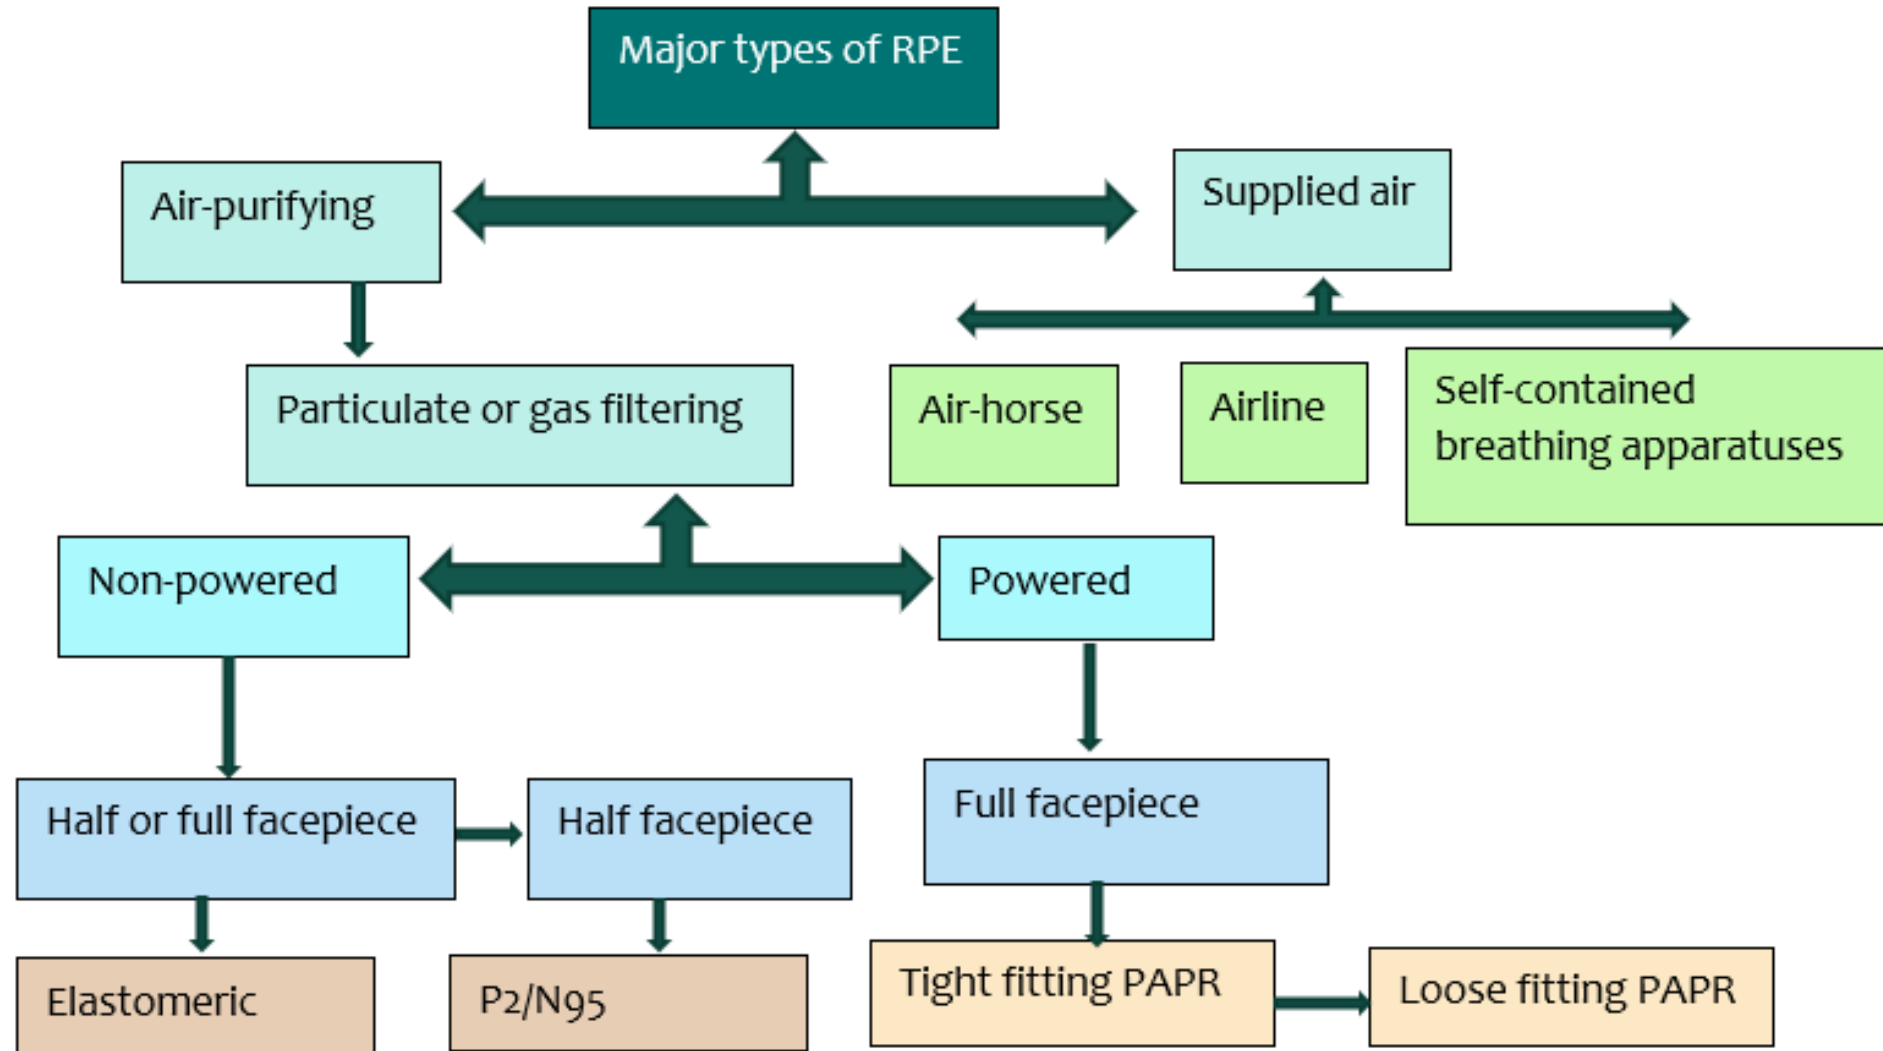 Major types of RPE
Air-purifying
Supplied air
Particulate or gas filtering
Air-horse
Airline
Self-contained
breathing apparatuses
Non-powered
Powered
Half or full facepiece
Half facepiece
Full facepiece
Elastomeric
P2/N95
Tight fitting PAPR
Loose fitting PAPR